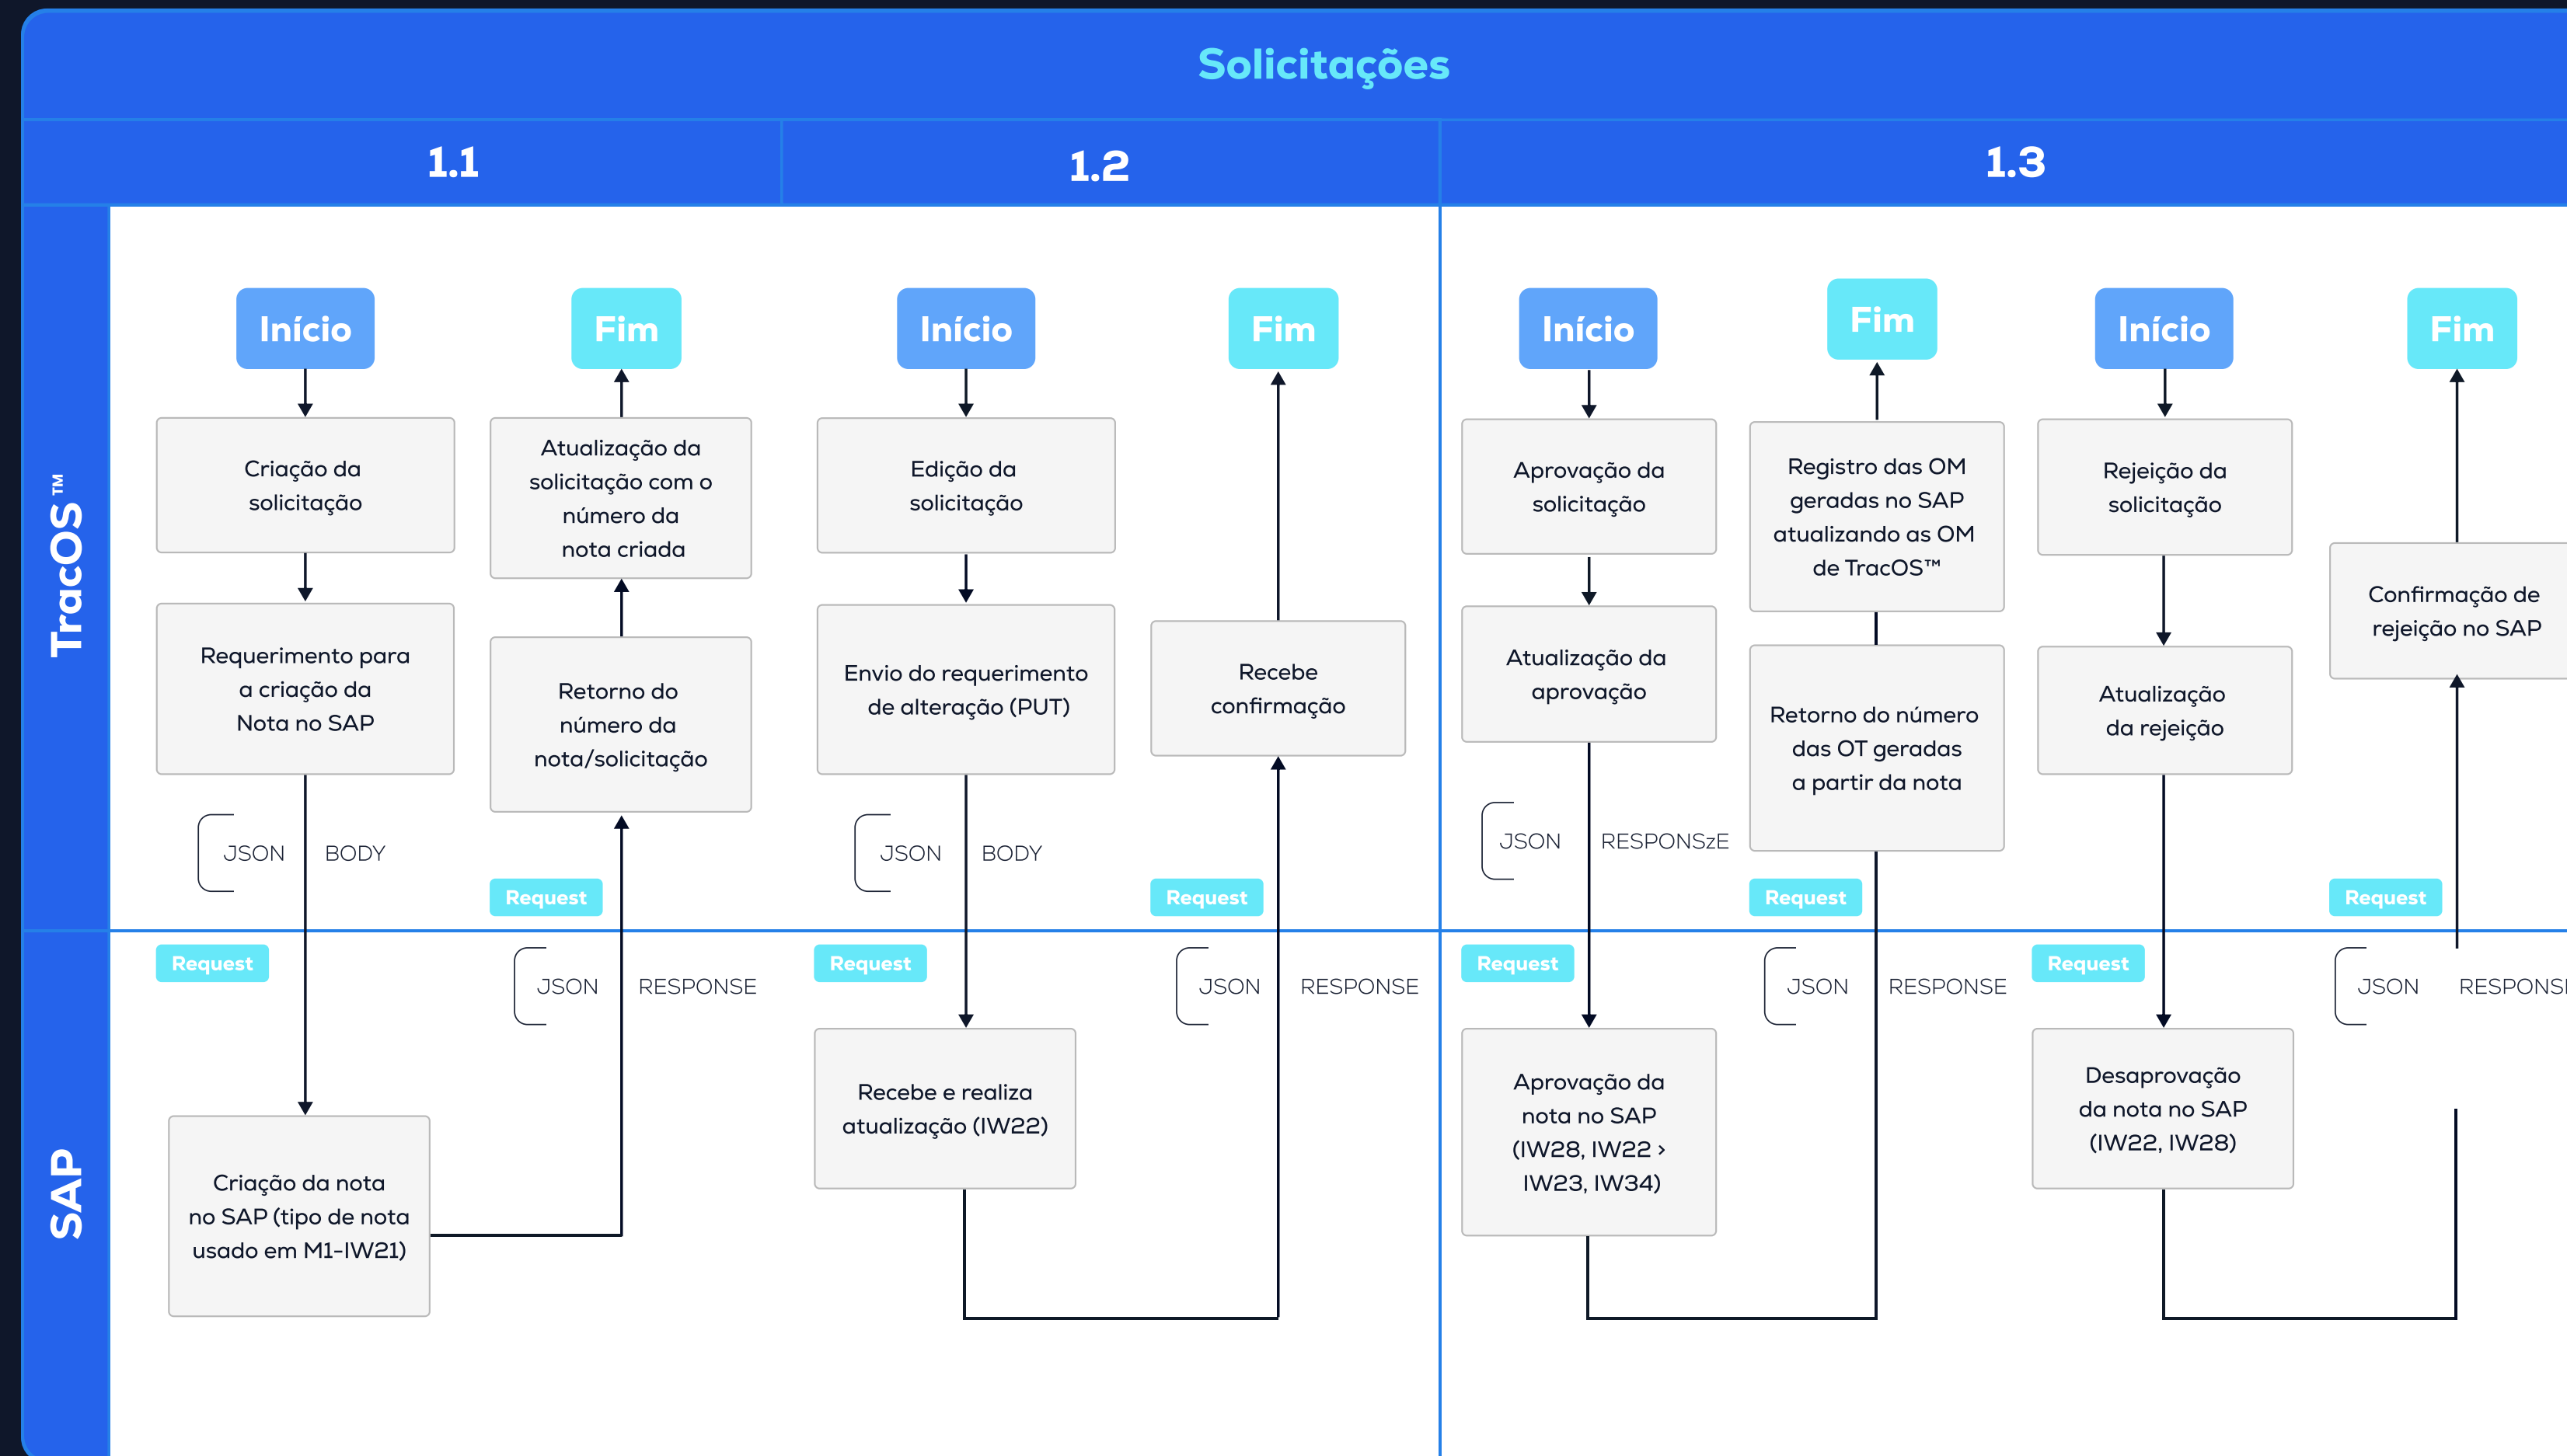 Solicitações
1.1
1.2
1.3
TracOS™
SAP
Início
Criação da
solicitação
Requerimento para
a criação da
Nota no SAP
JSON BODY
Request
Criação da nota
no SAP (tipo de nota
usado em M1-IW21)
Fim
Atualização da
solicitação com o
número da
nota criada
Retorno do
número da
nota/solicitação
Request
JSON RESPONSE
Início
Edição da
solicitação
Envio do requerimento
de alteração (PUT)
JSON BODY
Request
Recebe e realiza
atualização (IW22)
Fim
Recebe
confirmação
Request
JSON RESPONSE
Início
Aprovação da
solicitação
Atualização da
aprovação
JSON RESPONSzE
Request
Aprovação da
nota no SAP
(IW28, IW22 >
IW23, IW34)
Fim
Registro das OM
geradas no SAP
atualizando as OM
de TracOS™
Retorno do número
das OT geradas
a partir da nota
Request
JSON RESPONSE
Início
Rejeição da
solicitação
Atualização
da rejeição
Request
Desaprovação
da nota no SAP
(IW22, IW28)
Fim
Confirmação de
rejeição no SAP
Request
JSON RESPONS